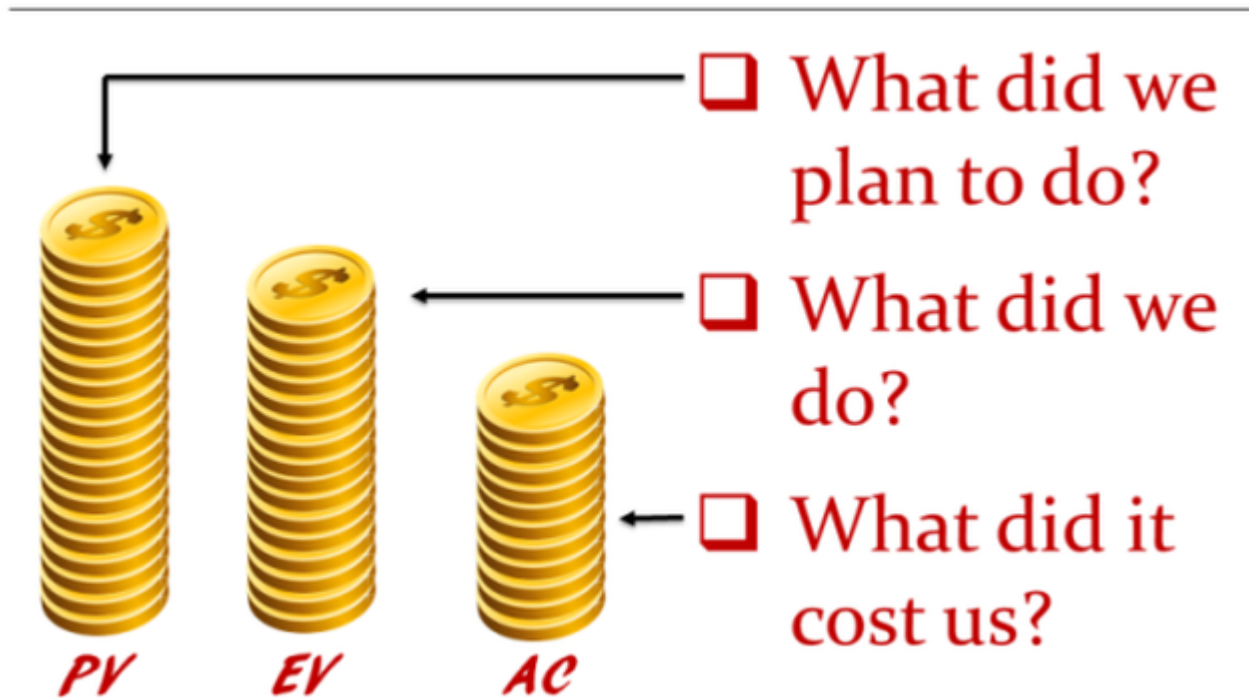 What did we
plan to do?
What did we
do?
What did it
cost us?
PV
EV
AC